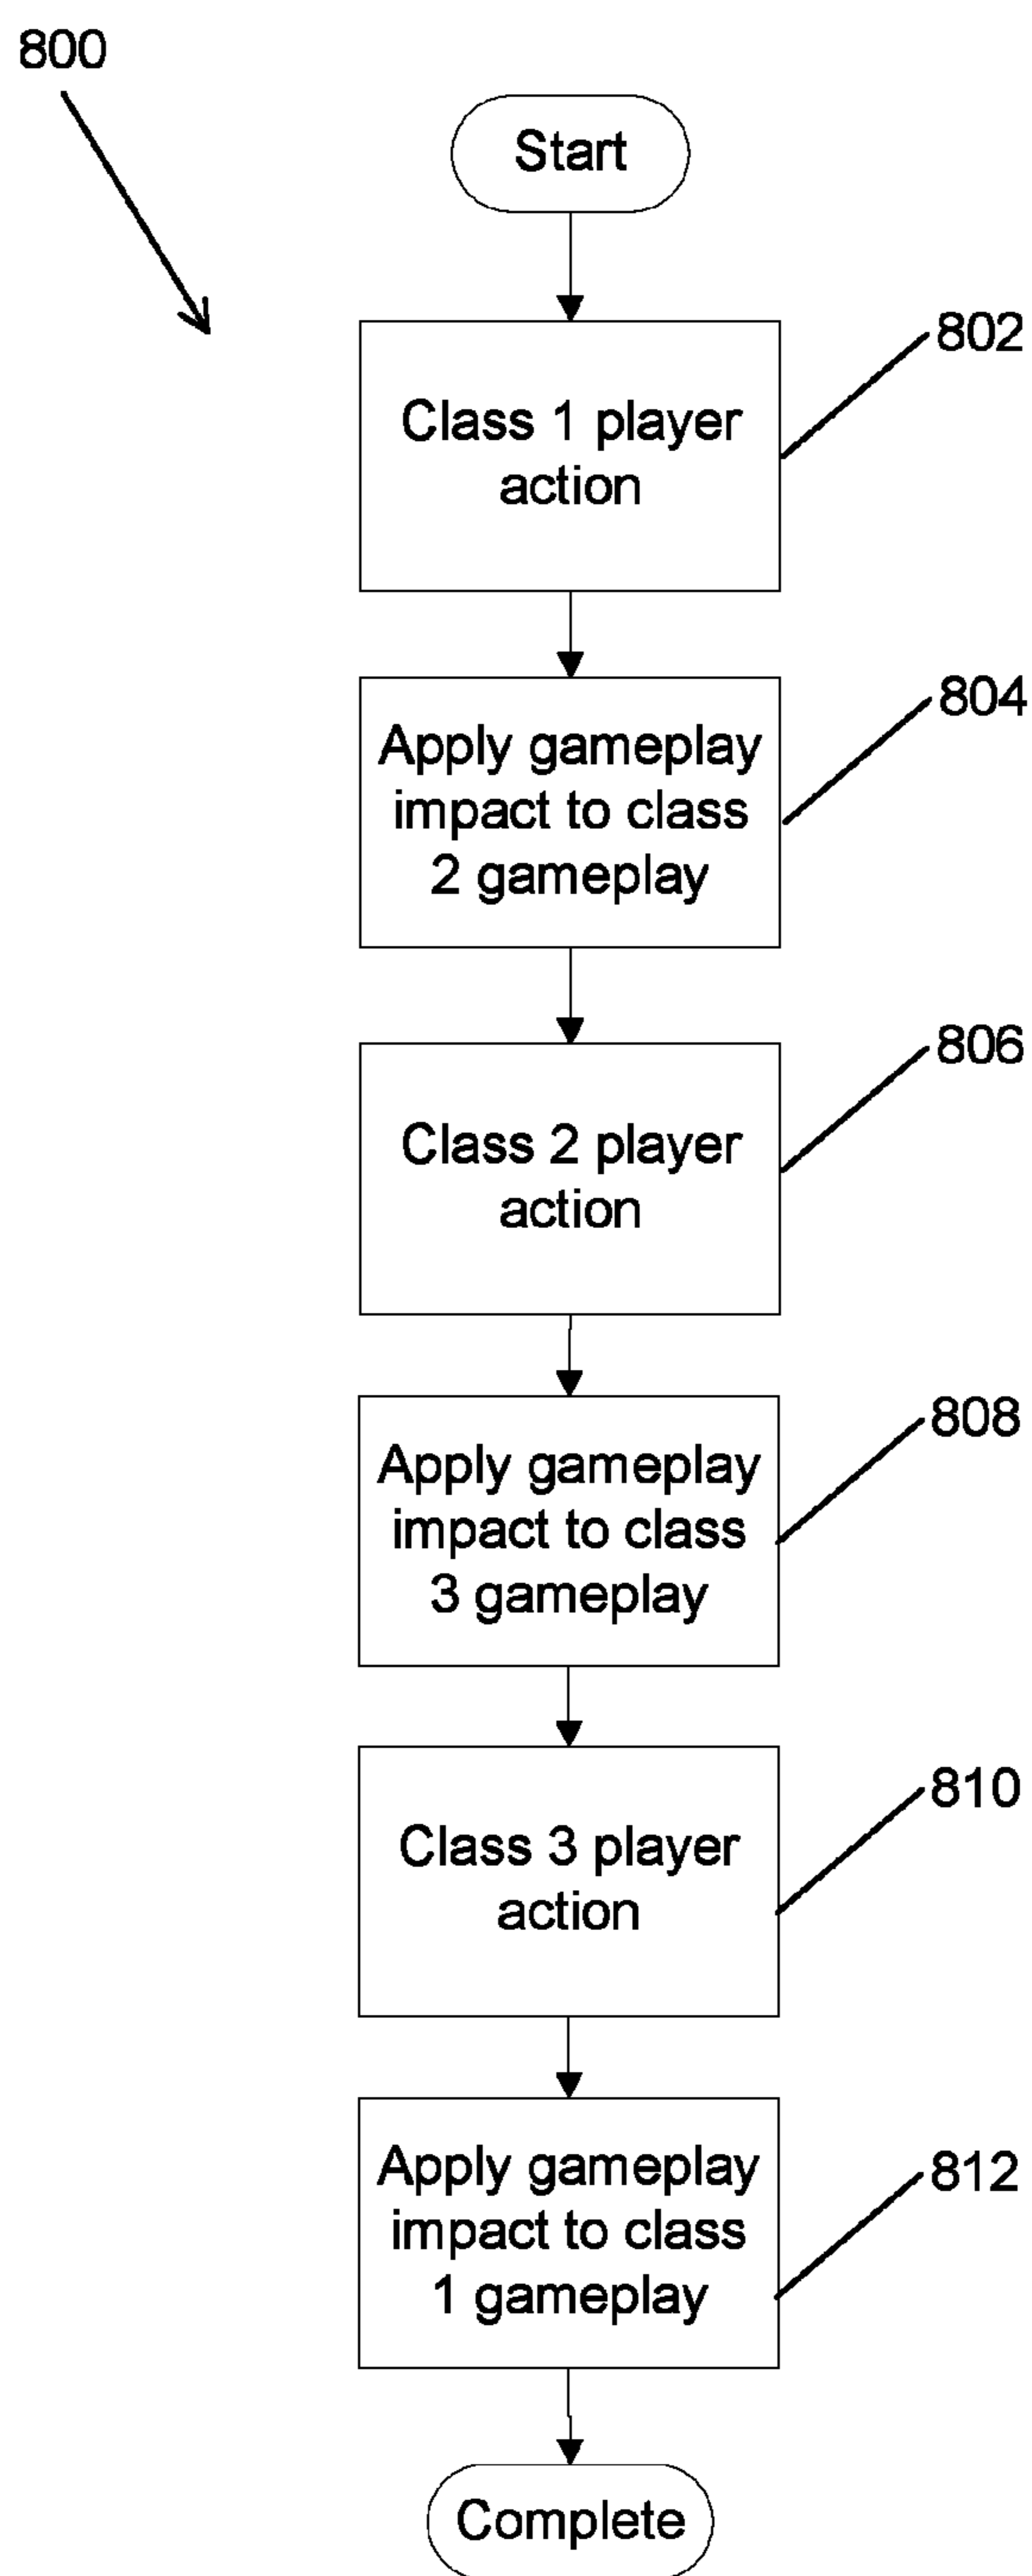 800
Start
802
Class 1 player
action
804
Apply gameplay
impact to class
2 gameplay
806
Class 2 player
action
808
Apply gameplay
impact to class
3 gameplay
810
Class 3 player
action
812
Apply gameplay
impact to class
1 gameplay
Complete